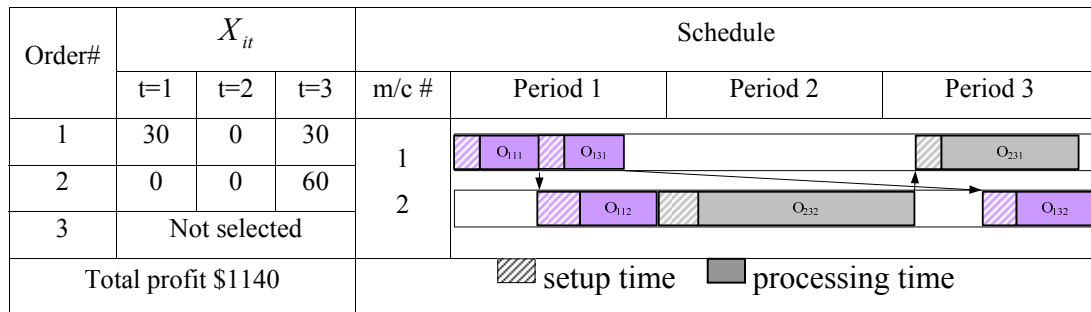 Order# X_it Schedule
t=1 t=2 t=3 m/c # Period 1 Period 2 Period 3
1 30 0 30 1 O111 O131 O231
2 0 0 60 2 O112 O232 O132
3 Not selected
Total profit $1140 setup time processing time